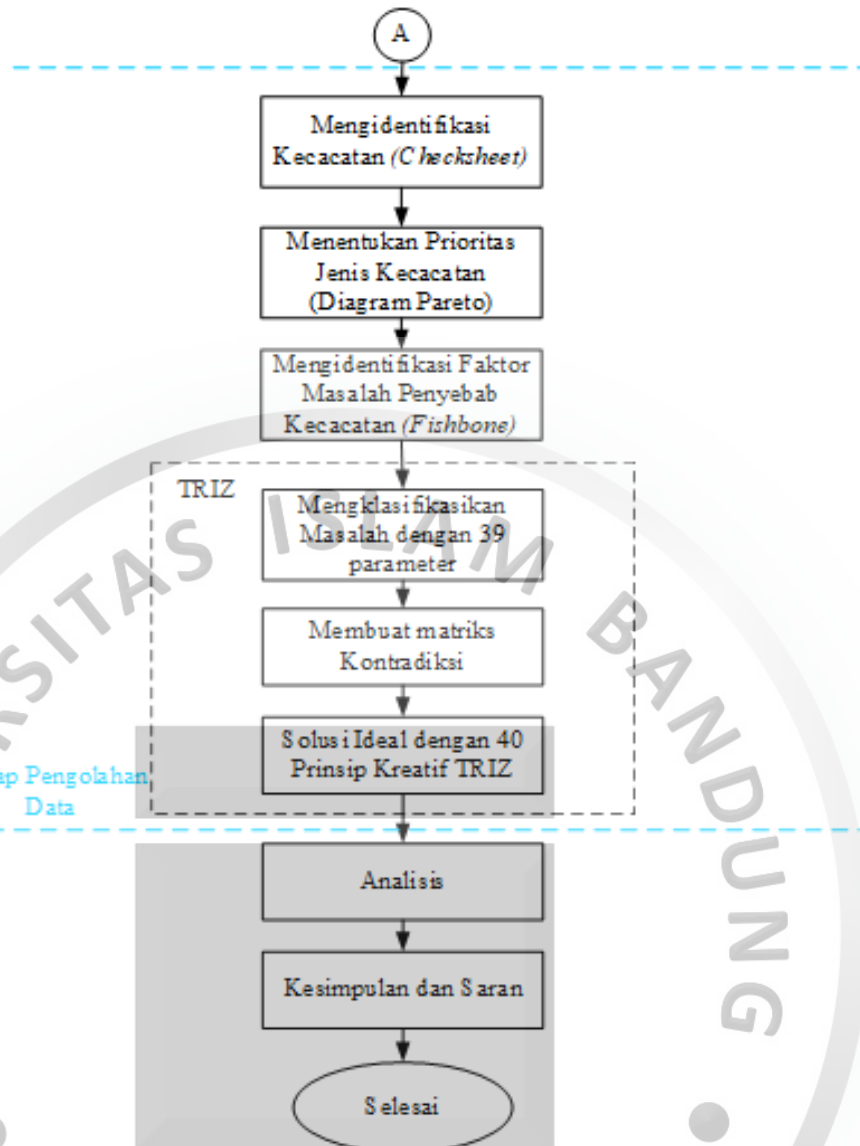 A
Mengidentifikasi
Kecacatan (Checksheet)
Menentukan Prioritas
Jenis Kecacatan
(Diagram Pareto)
Mengidentifikasi Faktor
Masalah Penyebab
Kecacatan (Fishbone)
TRIZ
Mengklasifikasikan
Masalah dengan 39
parameter
Membuat matriks
Kontradiksi
Solusi Ideal dengan 40
Prinsip Kreatif TRIZ
Pengolahan
Data
Analisis
Kesimpulan dan Saran
Selesai
ISLAM BANDUNG